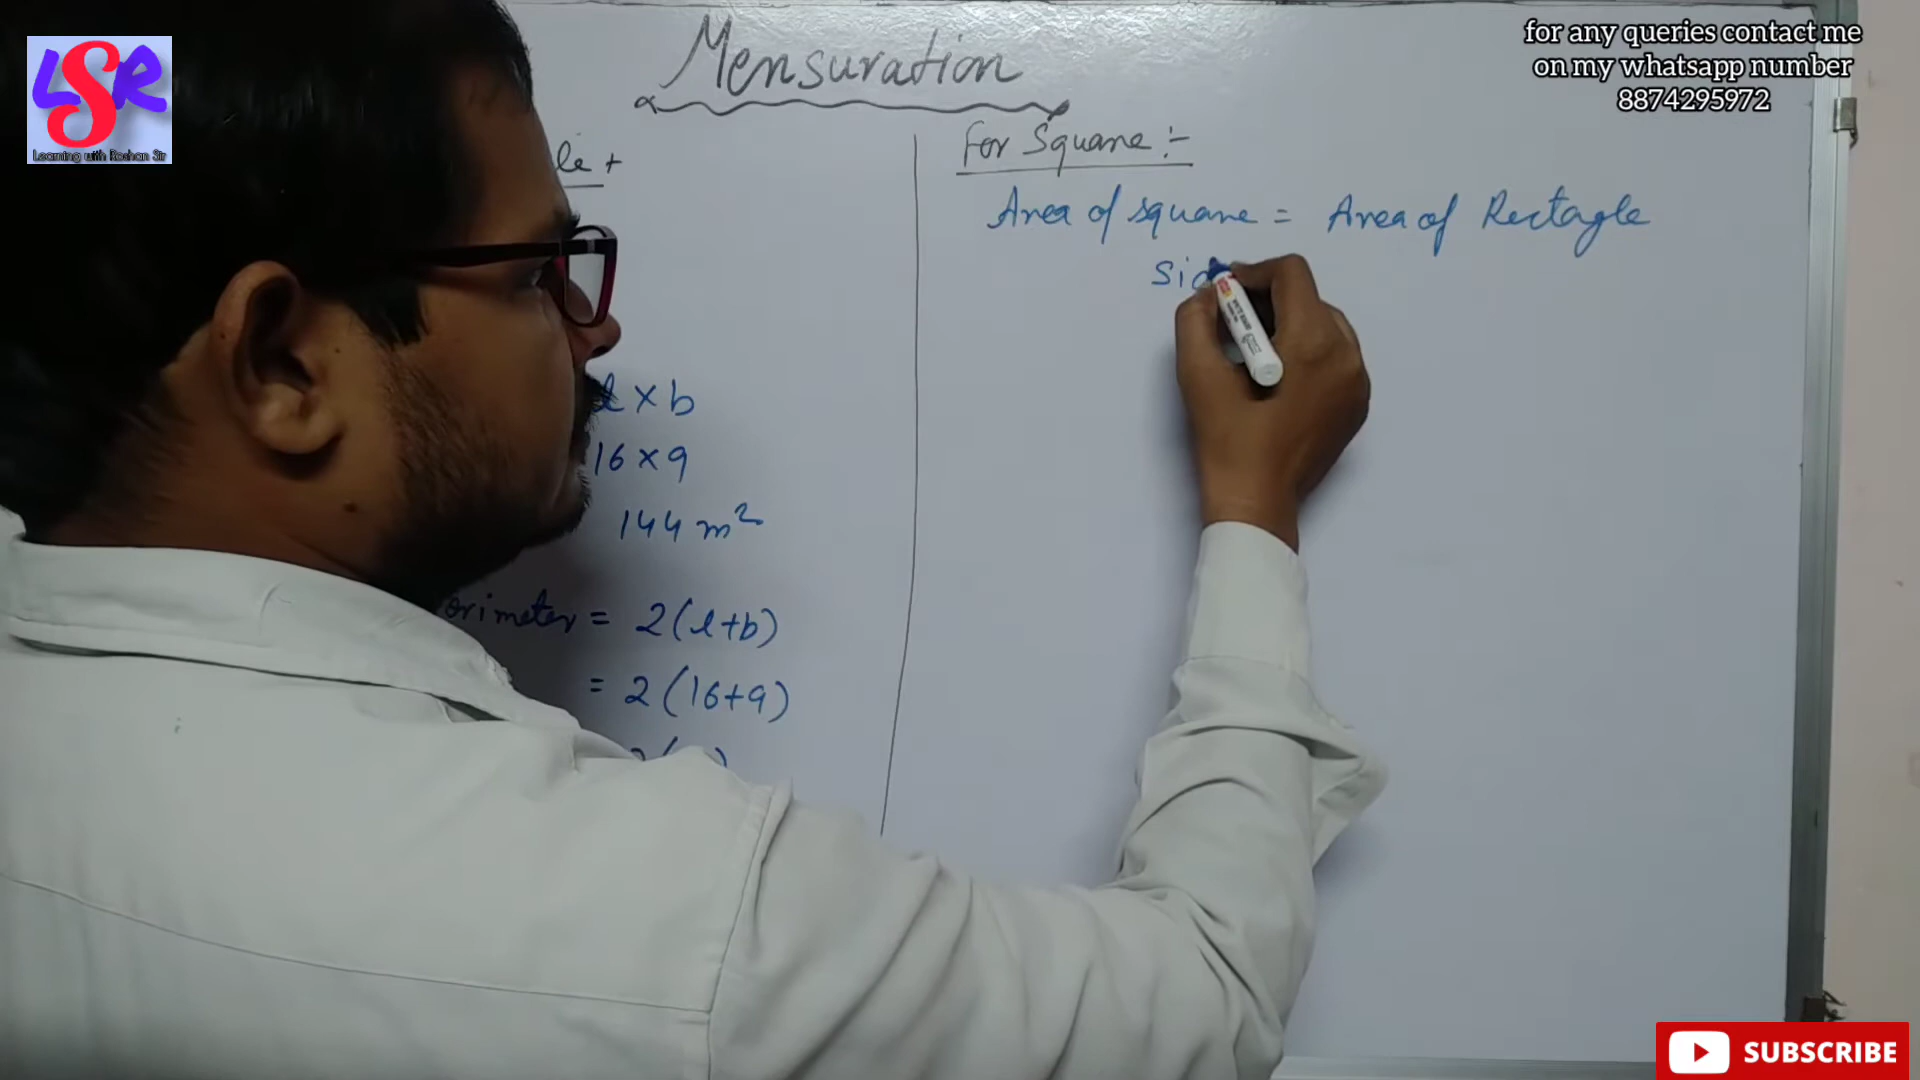 LSR
Learning with Roshan Sir
for any queries contact me
on my whatsapp number
8874295972
Mensuration
l × b
16 × 9
144 m²
= 2(l+b)
= 2(16+9)
For Square :-
Area of square = Area of Rectagle
Sid
SUBSCRIBE